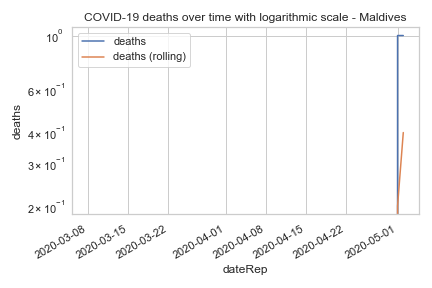 COVID-19 deaths over time with logarithmic scale - Maldives
deaths
deaths (rolling)
10⁰
6 × 10⁻¹
4 × 10⁻¹
3 × 10⁻¹
2 × 10⁻¹
deaths
2020-03-08
2020-03-15
2020-03-22
2020-04-01
2020-04-08
2020-04-15
2020-04-22
2020-05-01
dateRep